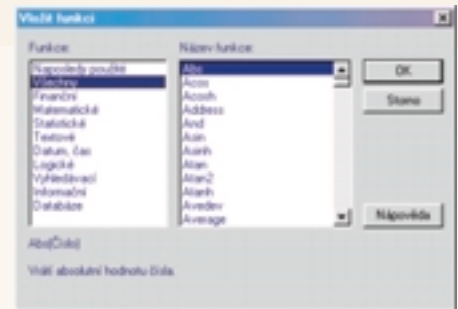 Vložit funkci
Funkce:
Název funkce:
Naposledy použité
Všechny
Finanční
Matematické
Statistické
Textové
Datum, čas
Logické
Vyhledávací
Informační
Databáze
Abs
Acos
Acosh
Address
And
Asin
Asinh
Atan
Atan2
Atanh
Avedev
Average
OK
Storno
Nápověda
Abs(Číslo)
Vrátí absolutní hodnotu čísla.